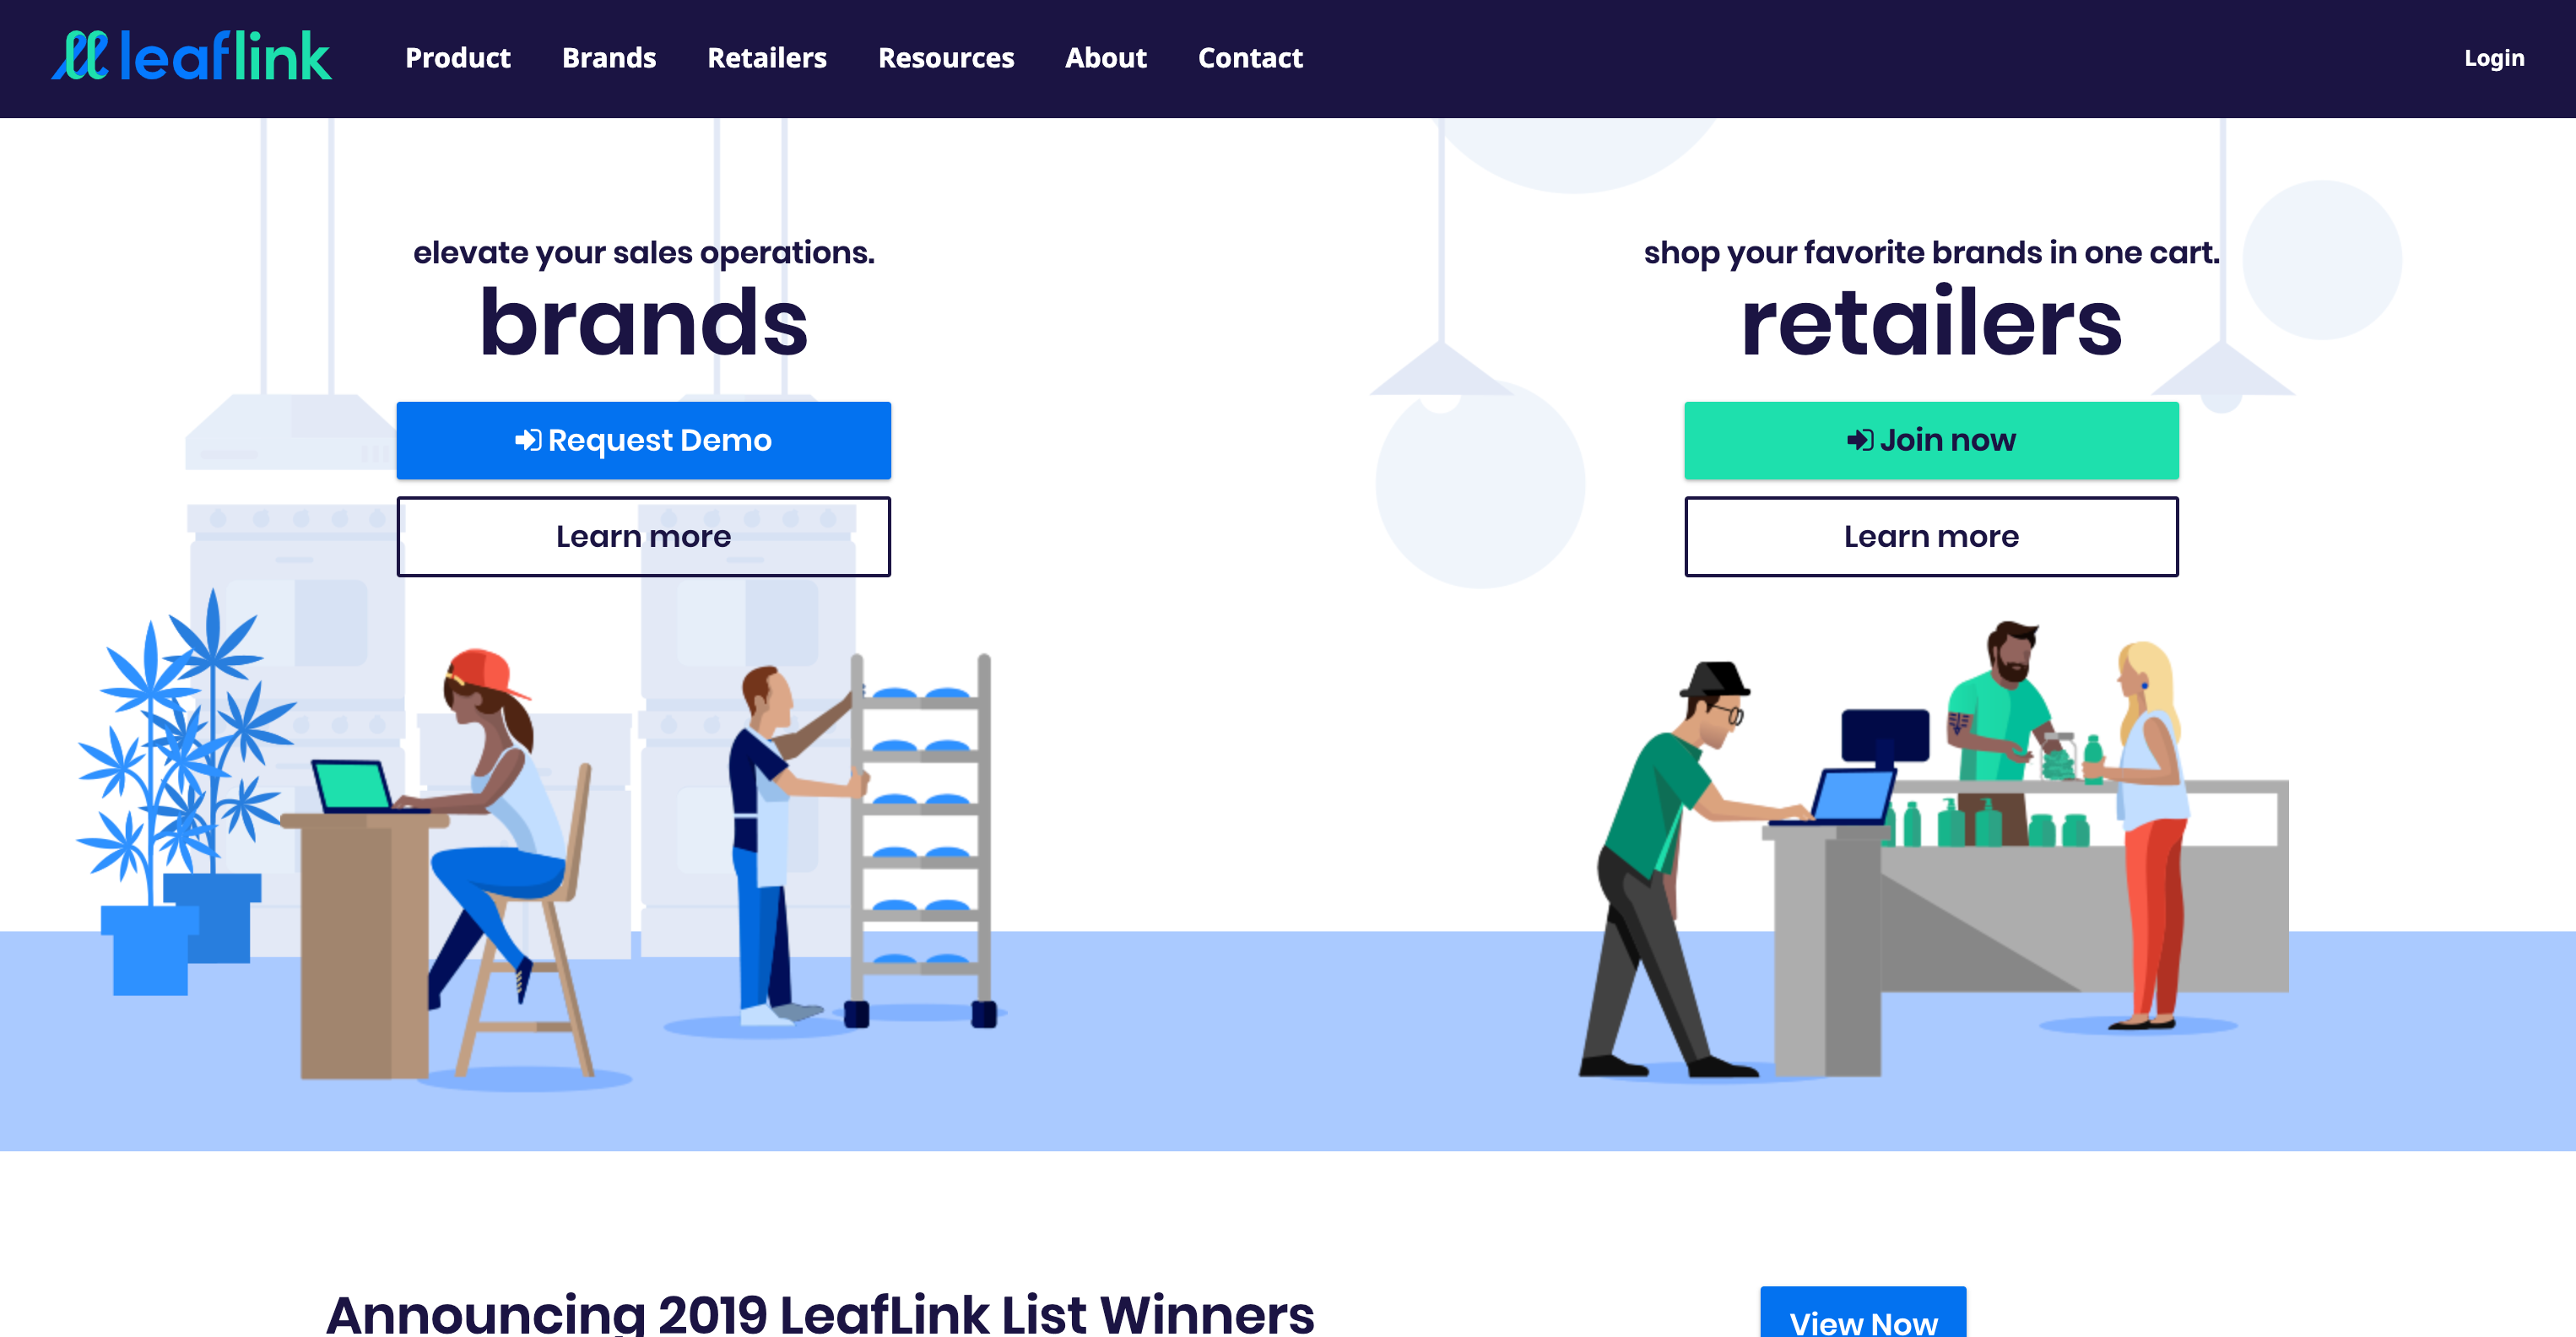 leaflink
Product Brands Retailers Resources About Contact Login
elevate your sales operations.
brands
Request Demo
Learn more
shop your favorite brands in one cart.
retailers
Join now
Learn more
Announcing 2019 LeafLink List Winners
View Now